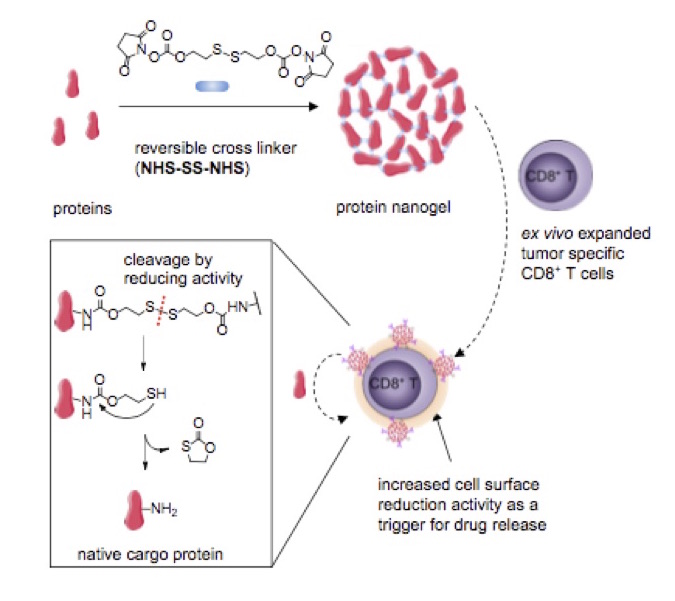 O
N O O O S S O O O N
O O O O
reversible cross linker
(NHS-SS-NHS)
proteins
protein nanogel
CD8⁺ T
ex vivo expanded
tumor specific
CD8⁺ T cells
cleavage by
reducing activity
O
N O S S O HN
H O
O
N O SH
H
O
S O
NH₂
native cargo protein
CD8⁺ T
increased cell surface
reduction activity as a
trigger for drug release